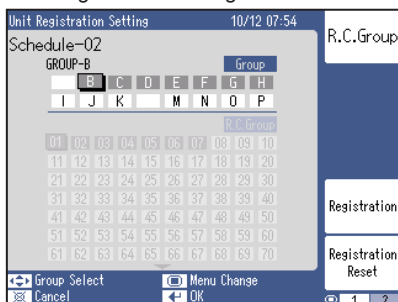 Unit Registration Setting 10/12 07:54
R.C.Group
Schedule-02
GROUP-B Group
B C D E F G H
I J K M N O P
R.C Group
01 02 03 04 05 06 07 08 09 10
11 12 13 14 15 16 17 18 19 20
21 22 23 24 25 26 27 28 29 30
31 32 33 34 35 36 37 38 39 40
41 42 43 44 45 46 47 48 49 50
51 52 53 54 55 56 57 58 59 60
61 62 63 64 65 66 67 68 69 70
Registration
Registration
Reset
Group Select Menu Change
Cancel OK
1 2